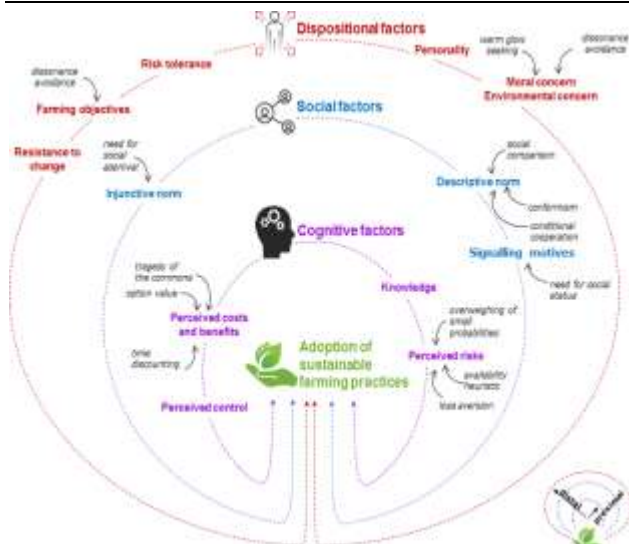 Dispositional factors
Risk tolerance
Personality
warm glow
seeking
dissonance
avoidance
dissonance
avoidance
Farming objectives
Moral concern
Environmental concern
Resistance to
change
Social factors
need for
social
approval
Injunctive norm
social
comparison
Descriptive norm
conformism
conditional
cooperation
Signalling motives
need for social
status
Cognitive factors
Knowledge
tragedy of
the commons
option value
Perceived costs
and benefits
time
discounting
Perceived control
overweighing of
small
probabilities
Perceived risks
availability
heuristic
loss aversion
Adoption of
sustainable
farming practices
distal
proximal